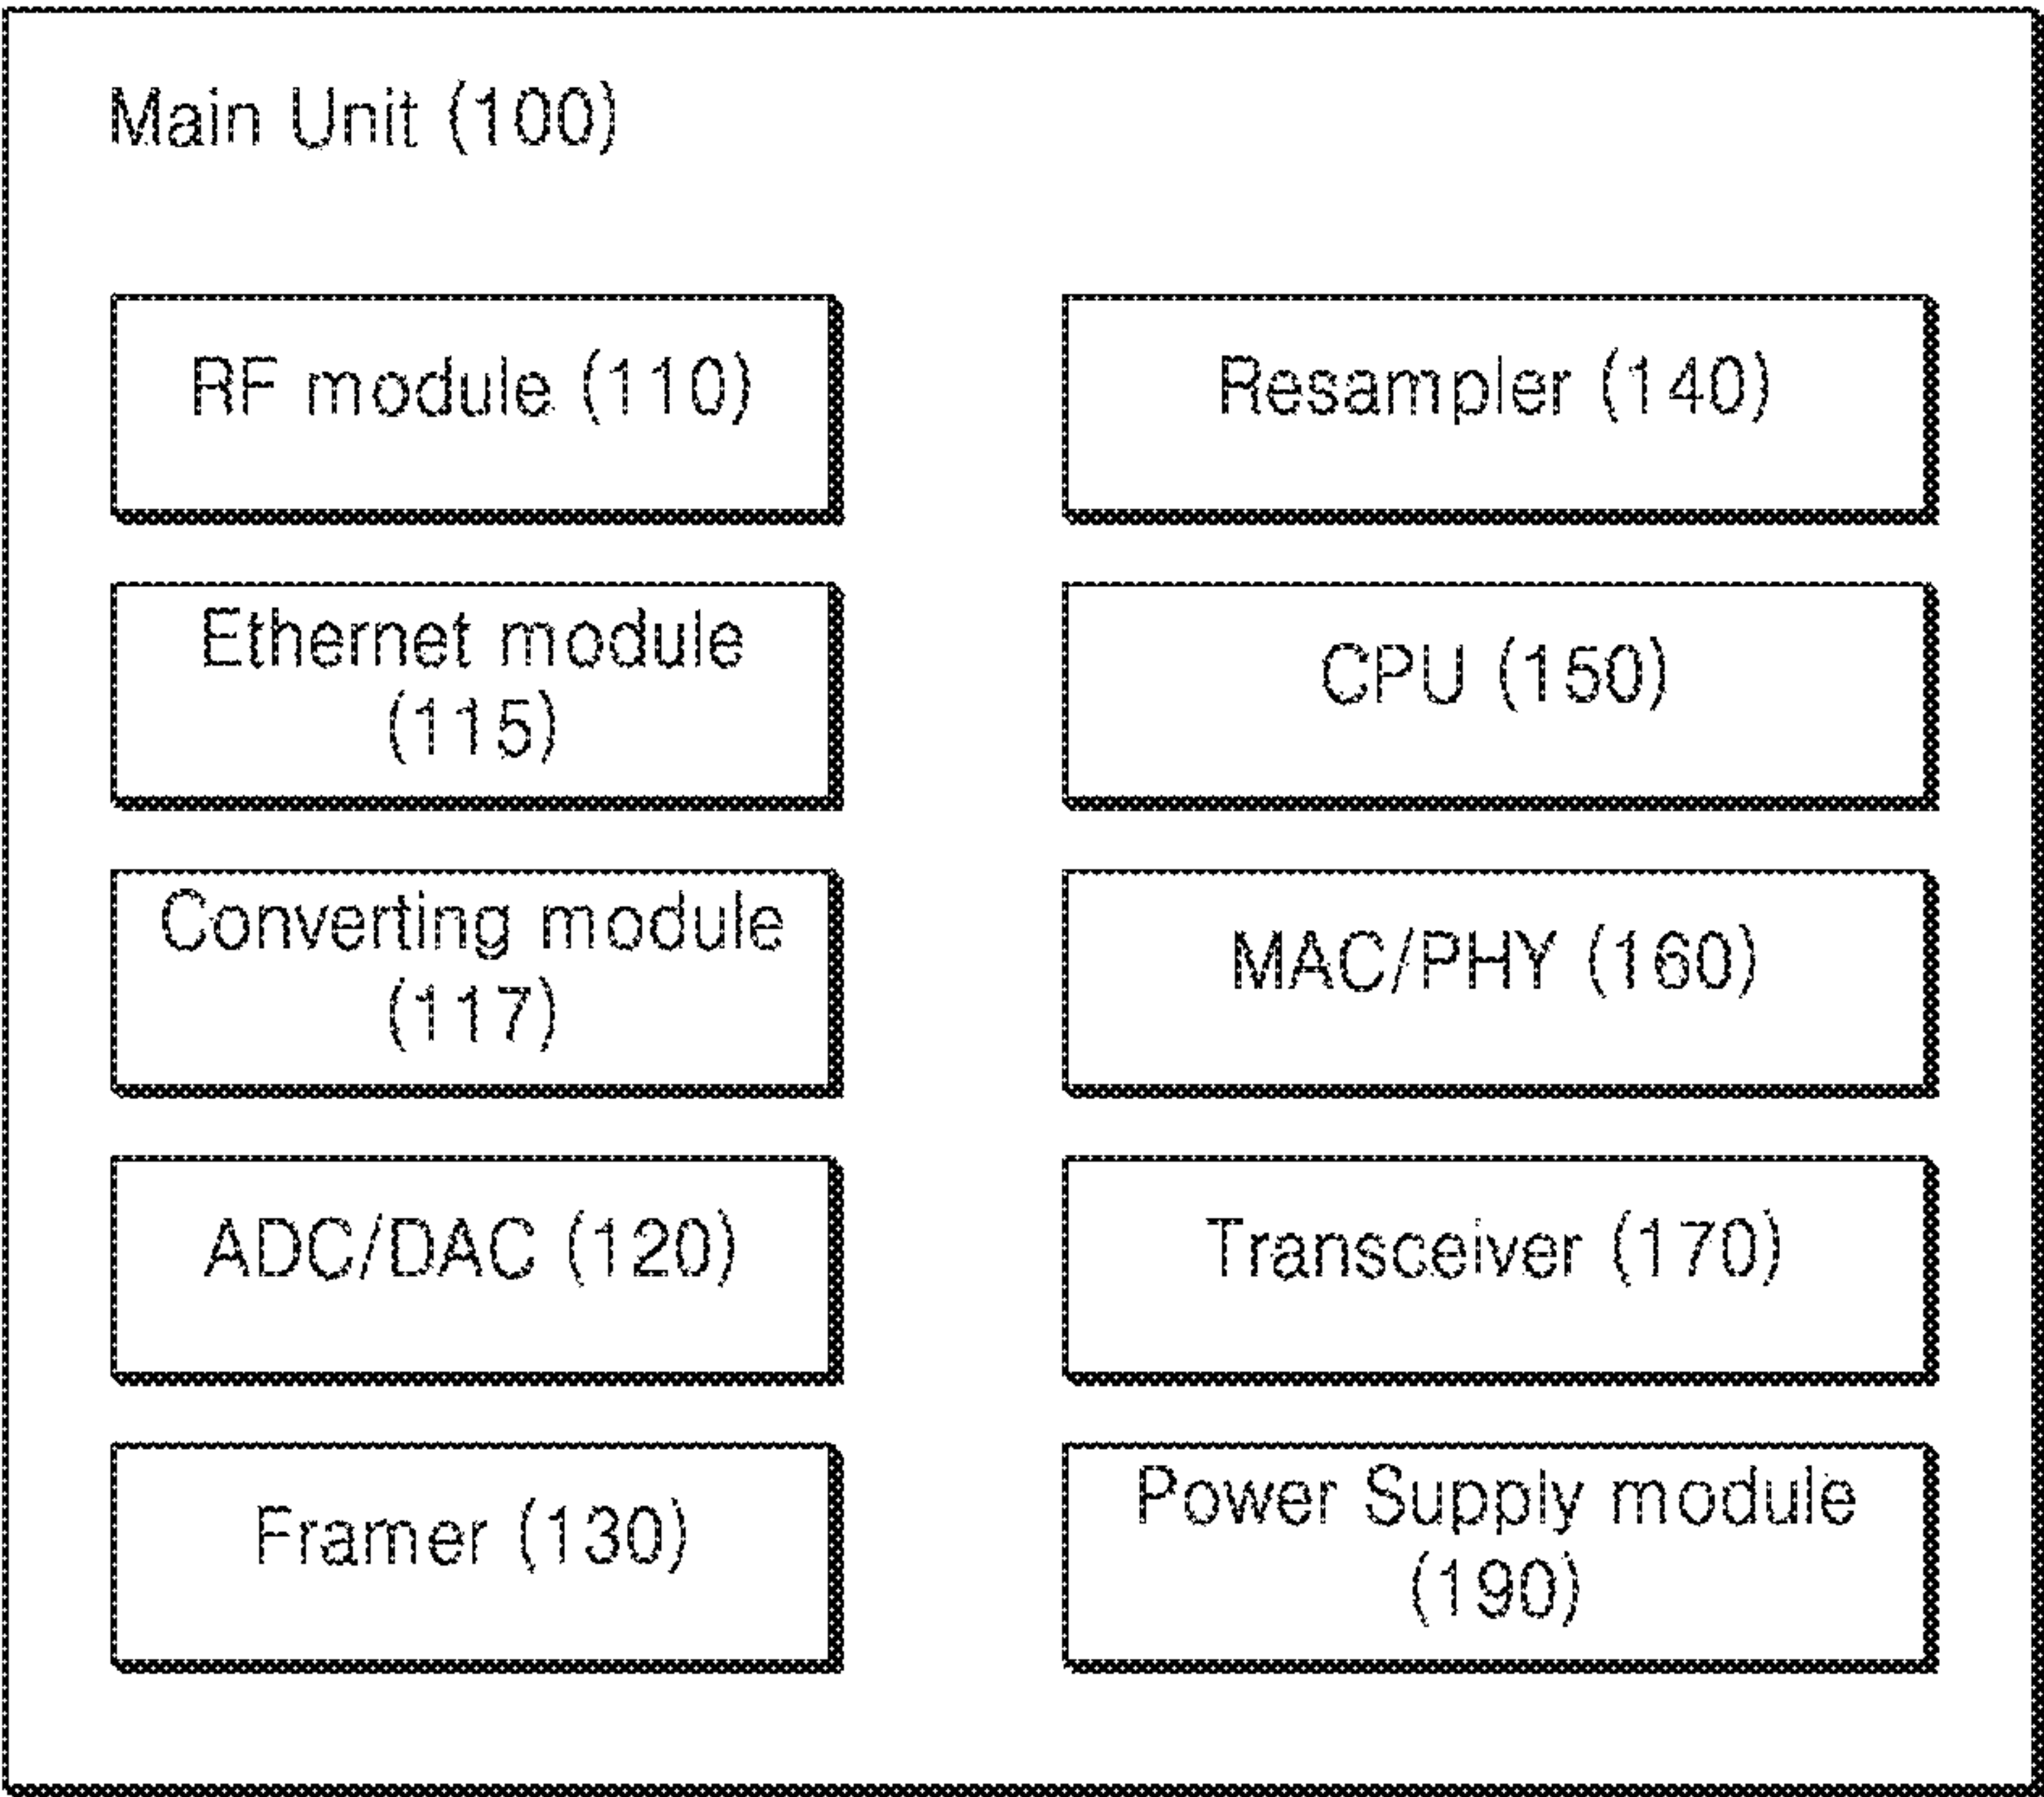 Main Unit (100)
RF module (110)
Ethernet module
(115)
Converting module
(117)
ADC/DAC (120)
Framer (130)
Resampler (140)
CPU (150)
MAC/PHY (160)
Transceiver (170)
Power Supply module
(190)